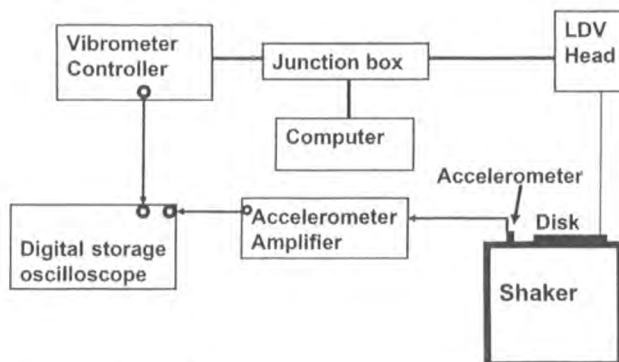 Vibrometer
Controller
Junction box
LDV
Head
Computer
Accelerometer
Digital storage
oscilloscope
Accelerometer
Amplifier
Disk
Shaker